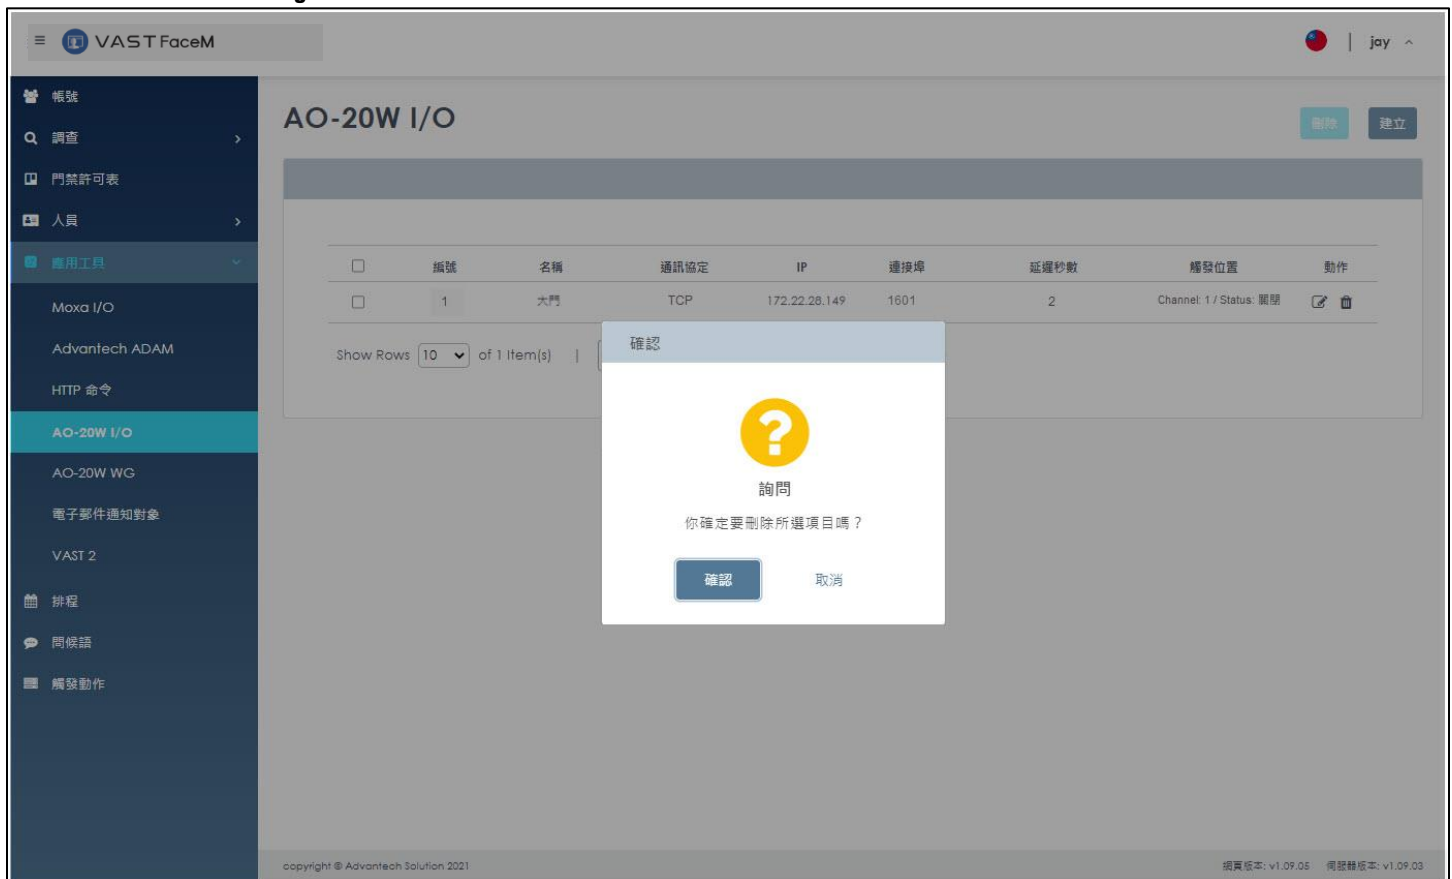 ≡ VAST FaceM | jay
帳號
調查
門禁許可表
人員
應用工具
Moxa I/O
Advantech ADAM
HTTP 命令
AO-20W I/O
AO-20W WG
電子郵件通知對象
VAST 2
排程
問候語
觸發動作
AO-20W I/O
刪除 建立
編號 名稱 通訊協定 IP 連接埠 延遲秒數 觸發位置 動作
1 大門 TCP 172.22.28.149 1601 2 Channel: 1 / Status: 關閉
Show Rows 10 of 1 Item(s) |
確認
詢問
你確定要刪除所選項目嗎？
確認 取消
copyright © Advantech Solution 2021 網頁版本: v1.09.05 伺服器版本: v1.09.03